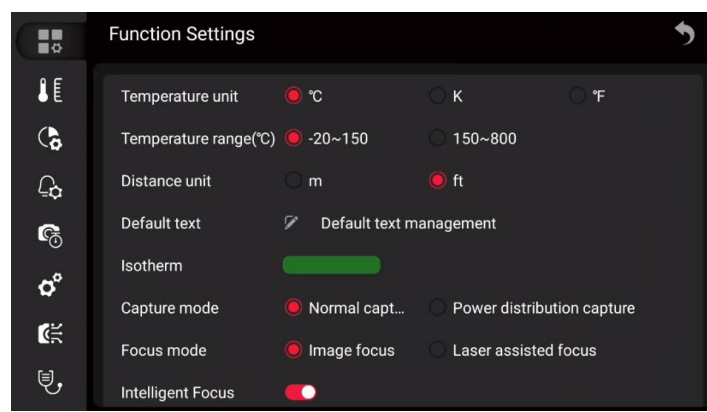 Function Settings
Temperature unit ℃ K ℉
Temperature range(℃) -20~150 150~800
Distance unit m ft
Default text Default text management
Isotherm
Capture mode Normal capt... Power distribution capture
Focus mode Image focus Laser assisted focus
Intelligent Focus